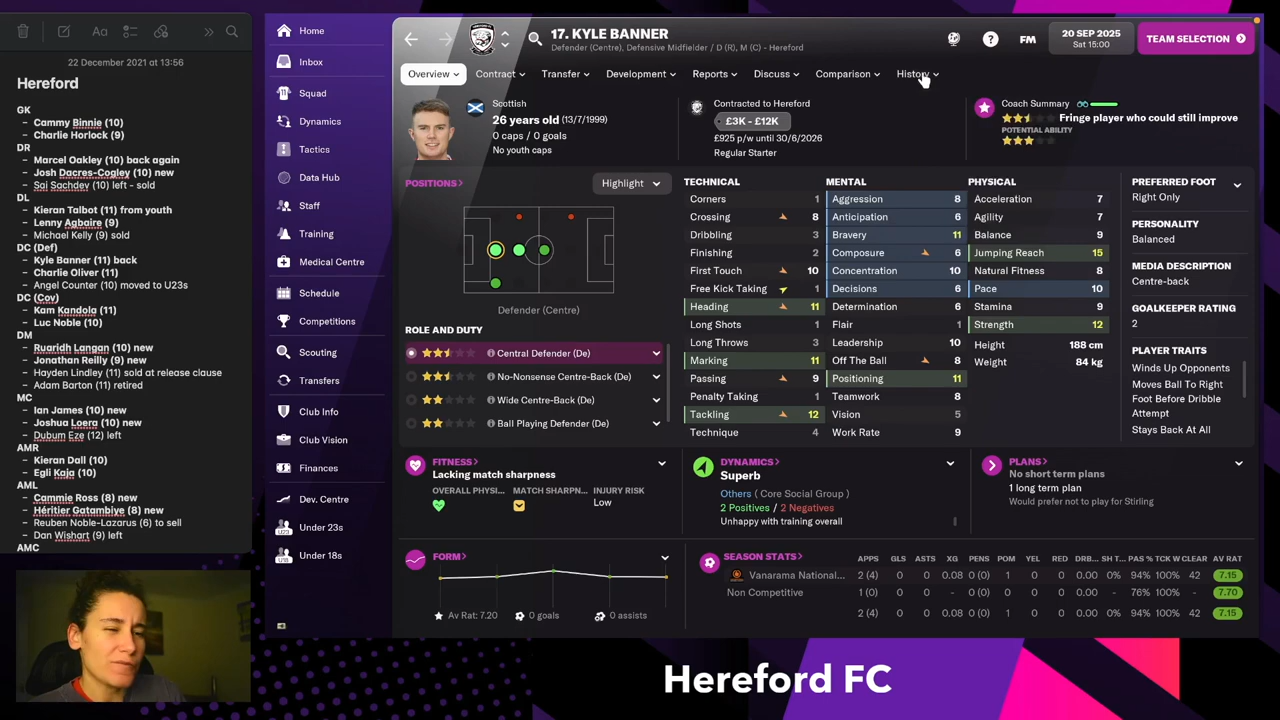 22 December 2021 at 13:56
Hereford
GK
– Cammy Binnie (10)
– Charlie Horlock (9)
DR
– Marcel Oakley (10) back again
– Josh Dacres-Cogley (10) new
– Sai Sachdev (10) left - sold
DL
– Kieran Talbot (11) from youth
– Lenny Agbaire (9)
– Michael Kelly (9) sold
DC (Def)
– Kyle Banner (11) back
– Charlie Oliver (11)
– Angel Counter (10) moved to U23s
DC (Cov)
– Kam Kandola (11)
– Luc Noble (10)
DM
– Ruaridh Langan (10) new
– Jonathan Reilly (9) new
– Hayden Lindley (11) sold at release clause
– Adam Barton (11) retired
MC
– Ian James (10) new
– Joshua Loera (10) new
– Dubum Eze (12) left
AMR
– Kieran Dall (10)
– Egli Kaja (10)
AML
– Cammie Ross (8) new
– Héritier Gatambiye (8) new
– Reuben Noble-Lazarus (6) to sell
– Dan Wishart (9) left
AMC
Home
Inbox
Squad
Dynamics
Tactics
Data Hub
Staff
Training
Medical Centre
Schedule
Competitions
Scouting
Transfers
Club Info
Club Vision
Finances
Dev. Centre
Under 23s
Under 18s
17. KYLE BANNER
Defender (Centre), Defensive Midfielder / D (R), M (C) - Hereford
FM
20 SEP 2025
Sat 15:00
TEAM SELECTION
Overview Contract Transfer Development Reports Discuss Comparison History
Scottish
26 years old (13/7/1999)
0 caps / 0 goals
No youth caps
Contracted to Hereford
£3K - £12K
£925 p/w until 30/6/2026
Regular Starter
Coach Summary
Fringe player who could still improve
POTENTIAL ABILITY
POSITIONS
Highlight
Defender (Centre)
ROLE AND DUTY
Central Defender (De)
No-Nonsense Centre-Back (De)
Wide Centre-Back (De)
Ball Playing Defender (De)
TECHNICAL
Corners 1
Crossing 8
Dribbling 3
Finishing 2
First Touch 10
Free Kick Taking 1
Heading 11
Long Shots 1
Long Throws 3
Marking 11
Passing 9
Penalty Taking 1
Tackling 12
Technique 4
MENTAL
Aggression 8
Anticipation 6
Bravery 11
Composure 6
Concentration 10
Decisions 6
Determination 6
Flair 1
Leadership 10
Off The Ball 8
Positioning 11
Teamwork 8
Vision 5
Work Rate 9
PHYSICAL
Acceleration 7
Agility 7
Balance 9
Jumping Reach 15
Natural Fitness 8
Pace 10
Stamina 9
Strength 12
Height 188 cm
Weight 84 kg
PREFERRED FOOT
Right Only
PERSONALITY
Balanced
MEDIA DESCRIPTION
Centre-back
GOALKEEPER RATING
2
PLAYER TRAITS
Winds Up Opponents
Moves Ball To Right
Foot Before Dribble
Attempt
Stays Back At All
FITNESS
Lacking match sharpness
OVERALL PHYSI... MATCH SHARPN... INJURY RISK
Low
DYNAMICS
Superb
Others ( Core Social Group )
2 Positives / 2 Negatives
Unhappy with training overall
PLANS
No short term plans
1 long term plan
Would prefer not to play for Stirling
FORM
Av Rat: 7.20 0 goals 0 assists
SEASON STATS
APPS GLS ASTS XG PENS POM YEL RED DRB... SH T... PAS % TCK W CLEAR AV RAT
Vanarama National... 2 (4) 0 0 0.08 0 (0) 1 0 0 0.00 0% 94% 100% 42 7.15
Non Competitive 1 (0) 0 0 - 0 (0) 0 0 0 0.00 - 76% 100% - 7.70
2 (4) 0 0 0.08 0 (0) 1 0 0 0.00 0% 94% 100% 42 7.15
Hereford FC